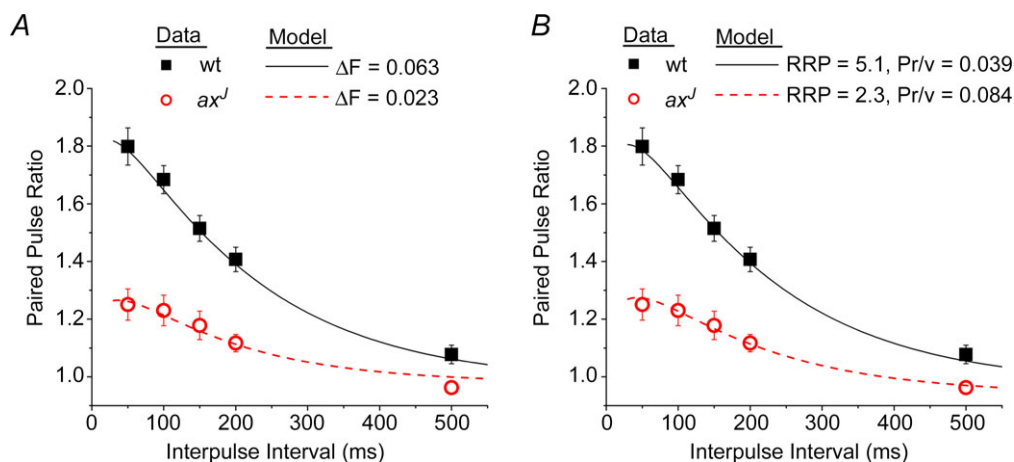 A
Data Model
wt ΔF = 0.063
ax^J ΔF = 0.023
2.0
1.8
1.6
1.4
1.2
1.0
Paired Pulse Ratio
0 100 200 300 400 500
Interpulse Interval (ms)
B
Data Model
wt RRP = 5.1, Pr/v = 0.039
ax^J RRP = 2.3, Pr/v = 0.084
2.0
1.8
1.6
1.4
1.2
1.0
Paired Pulse Ratio
0 100 200 300 400 500
Interpulse Interval (ms)